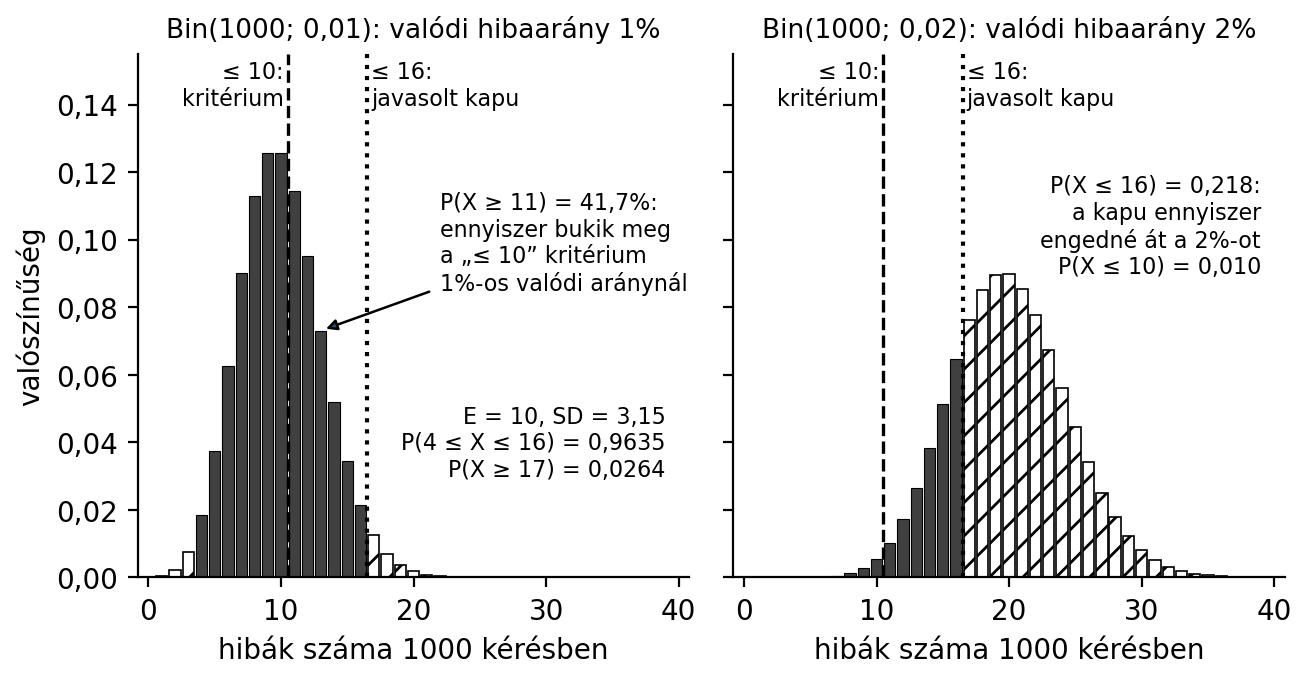 Bin(1000; 0,01): valódi hibaarány 1%
≤ 10:
kritérium
≤ 16:
javasolt kapu
P(X ≥ 11) = 41,7%:
ennyiszer bukik meg
a „≤ 10” kritérium
1%-os valódi aránynál
E = 10, SD = 3,15
P(4 ≤ X ≤ 16) = 0,9635
P(X ≥ 17) = 0,0264
valószínűség
0,14
0,12
0,10
0,08
0,06
0,04
0,02
0,00
0 10 20 30 40
hibák száma 1000 kérésben
Bin(1000; 0,02): valódi hibaarány 2%
≤ 10:
kritérium
≤ 16:
javasolt kapu
P(X ≤ 16) = 0,218:
a kapu ennyiszer
engedné át a 2%-ot
P(X ≤ 10) = 0,010
0 10 20 30 40
hibák száma 1000 kérésben